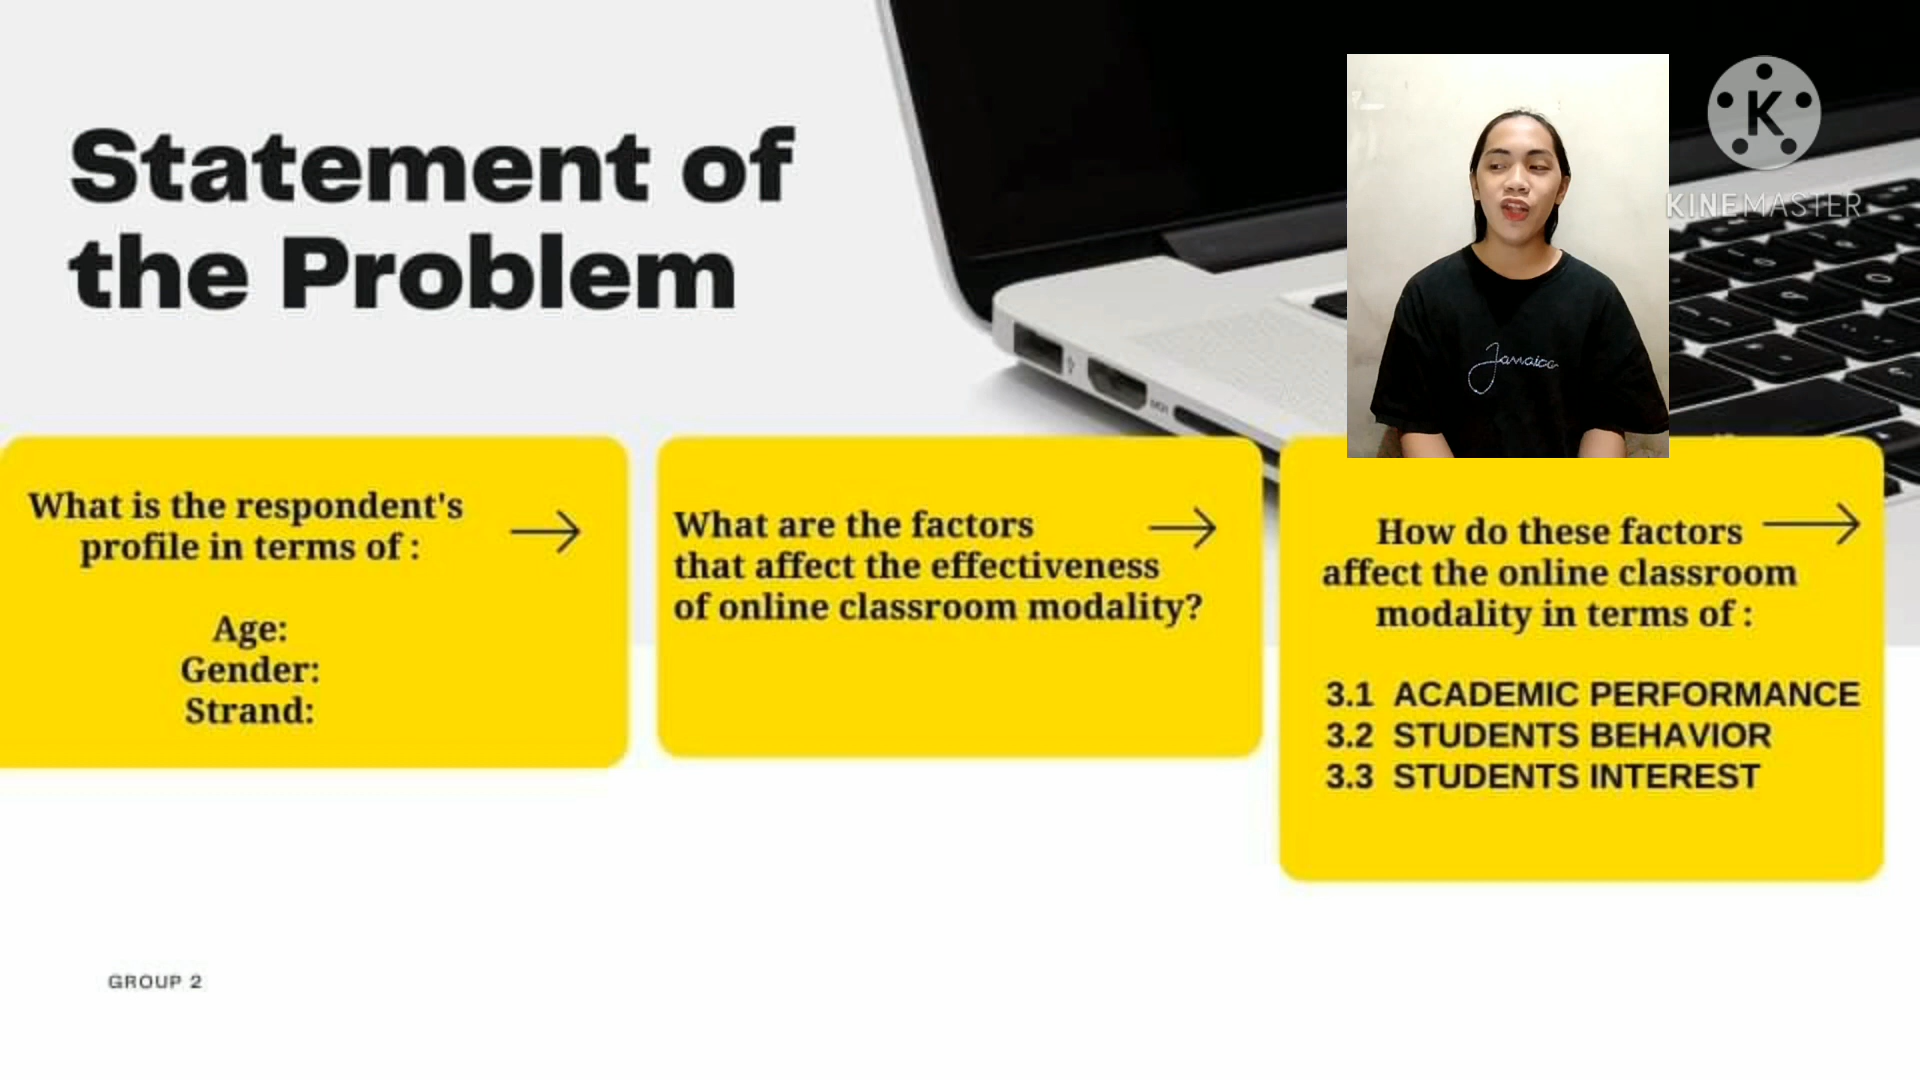 Statement of
the Problem
K
KINEMASTER
Jamaica
What is the respondent's
profile in terms of :
Age:
Gender:
Strand:
What are the factors
that affect the effectiveness
of online classroom modality?
How do these factors
affect the online classroom
modality in terms of :
3.1 ACADEMIC PERFORMANCE
3.2 STUDENTS BEHAVIOR
3.3 STUDENTS INTEREST
GROUP 2